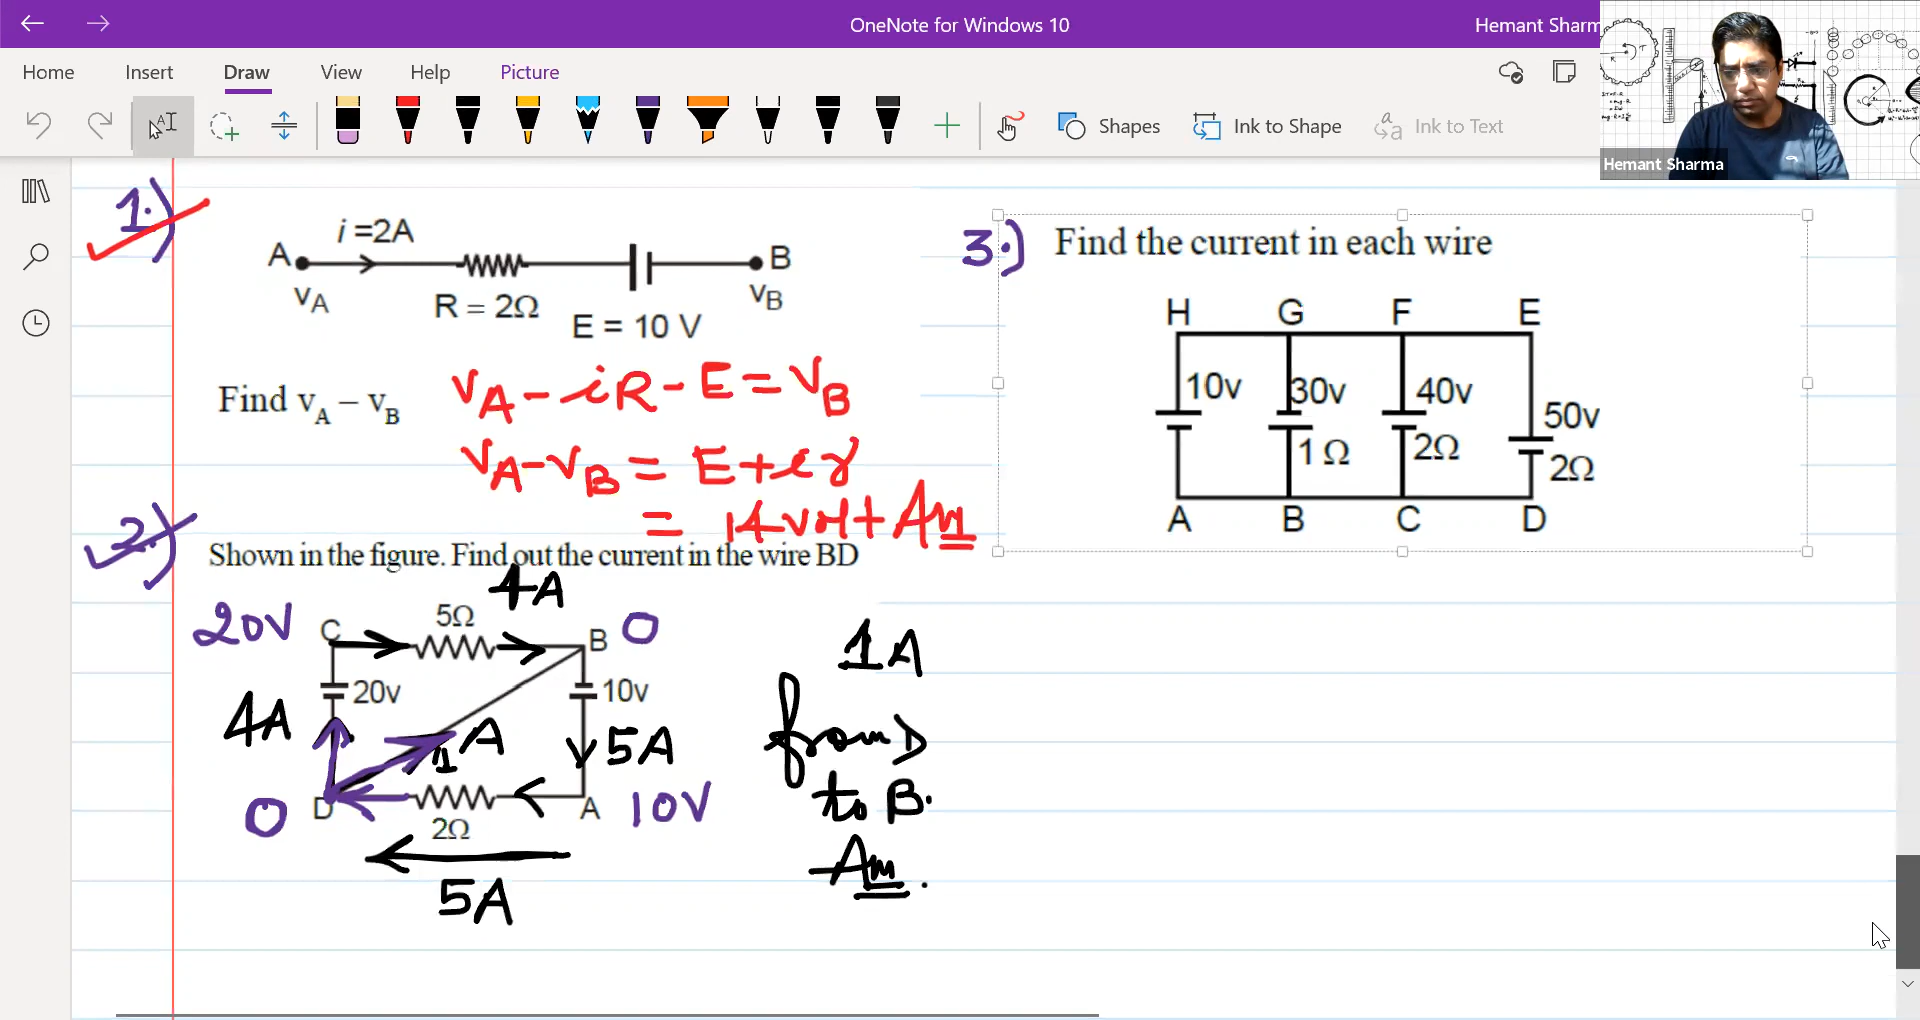 OneNote for Windows 10
Hemant Sharm
Home Insert Draw View Help Picture
Shapes Ink to Shape Ink to Text
Hemant Sharma
1.)
i =2A
A B
VA R = 2Ω VB
E = 10 V
Find vA – vB
VA - iR - E = VB
VA - VB = E + ir
= 14 volt Ans
2.)
Shown in the figure. Find out the current in the wire BD
4A
20V C 5Ω B 0
20v 10v
4A 1A 5A
0 D 2Ω A 10V
5A
1A
from D
to B.
Ans.
3.) Find the current in each wire
H G F E
10v 30v 40v 50v
1 Ω 2Ω 2Ω
A B C D